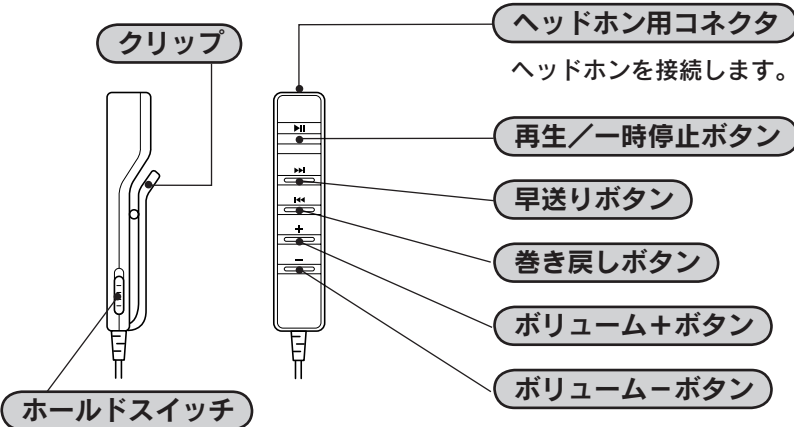 クリップ
ヘッドホン用コネクタ
ヘッドホンを接続します。
再生／一時停止ボタン
早送りボタン
巻き戻しボタン
ボリューム＋ボタン
ボリューム－ボタン
ホールドスイッチ